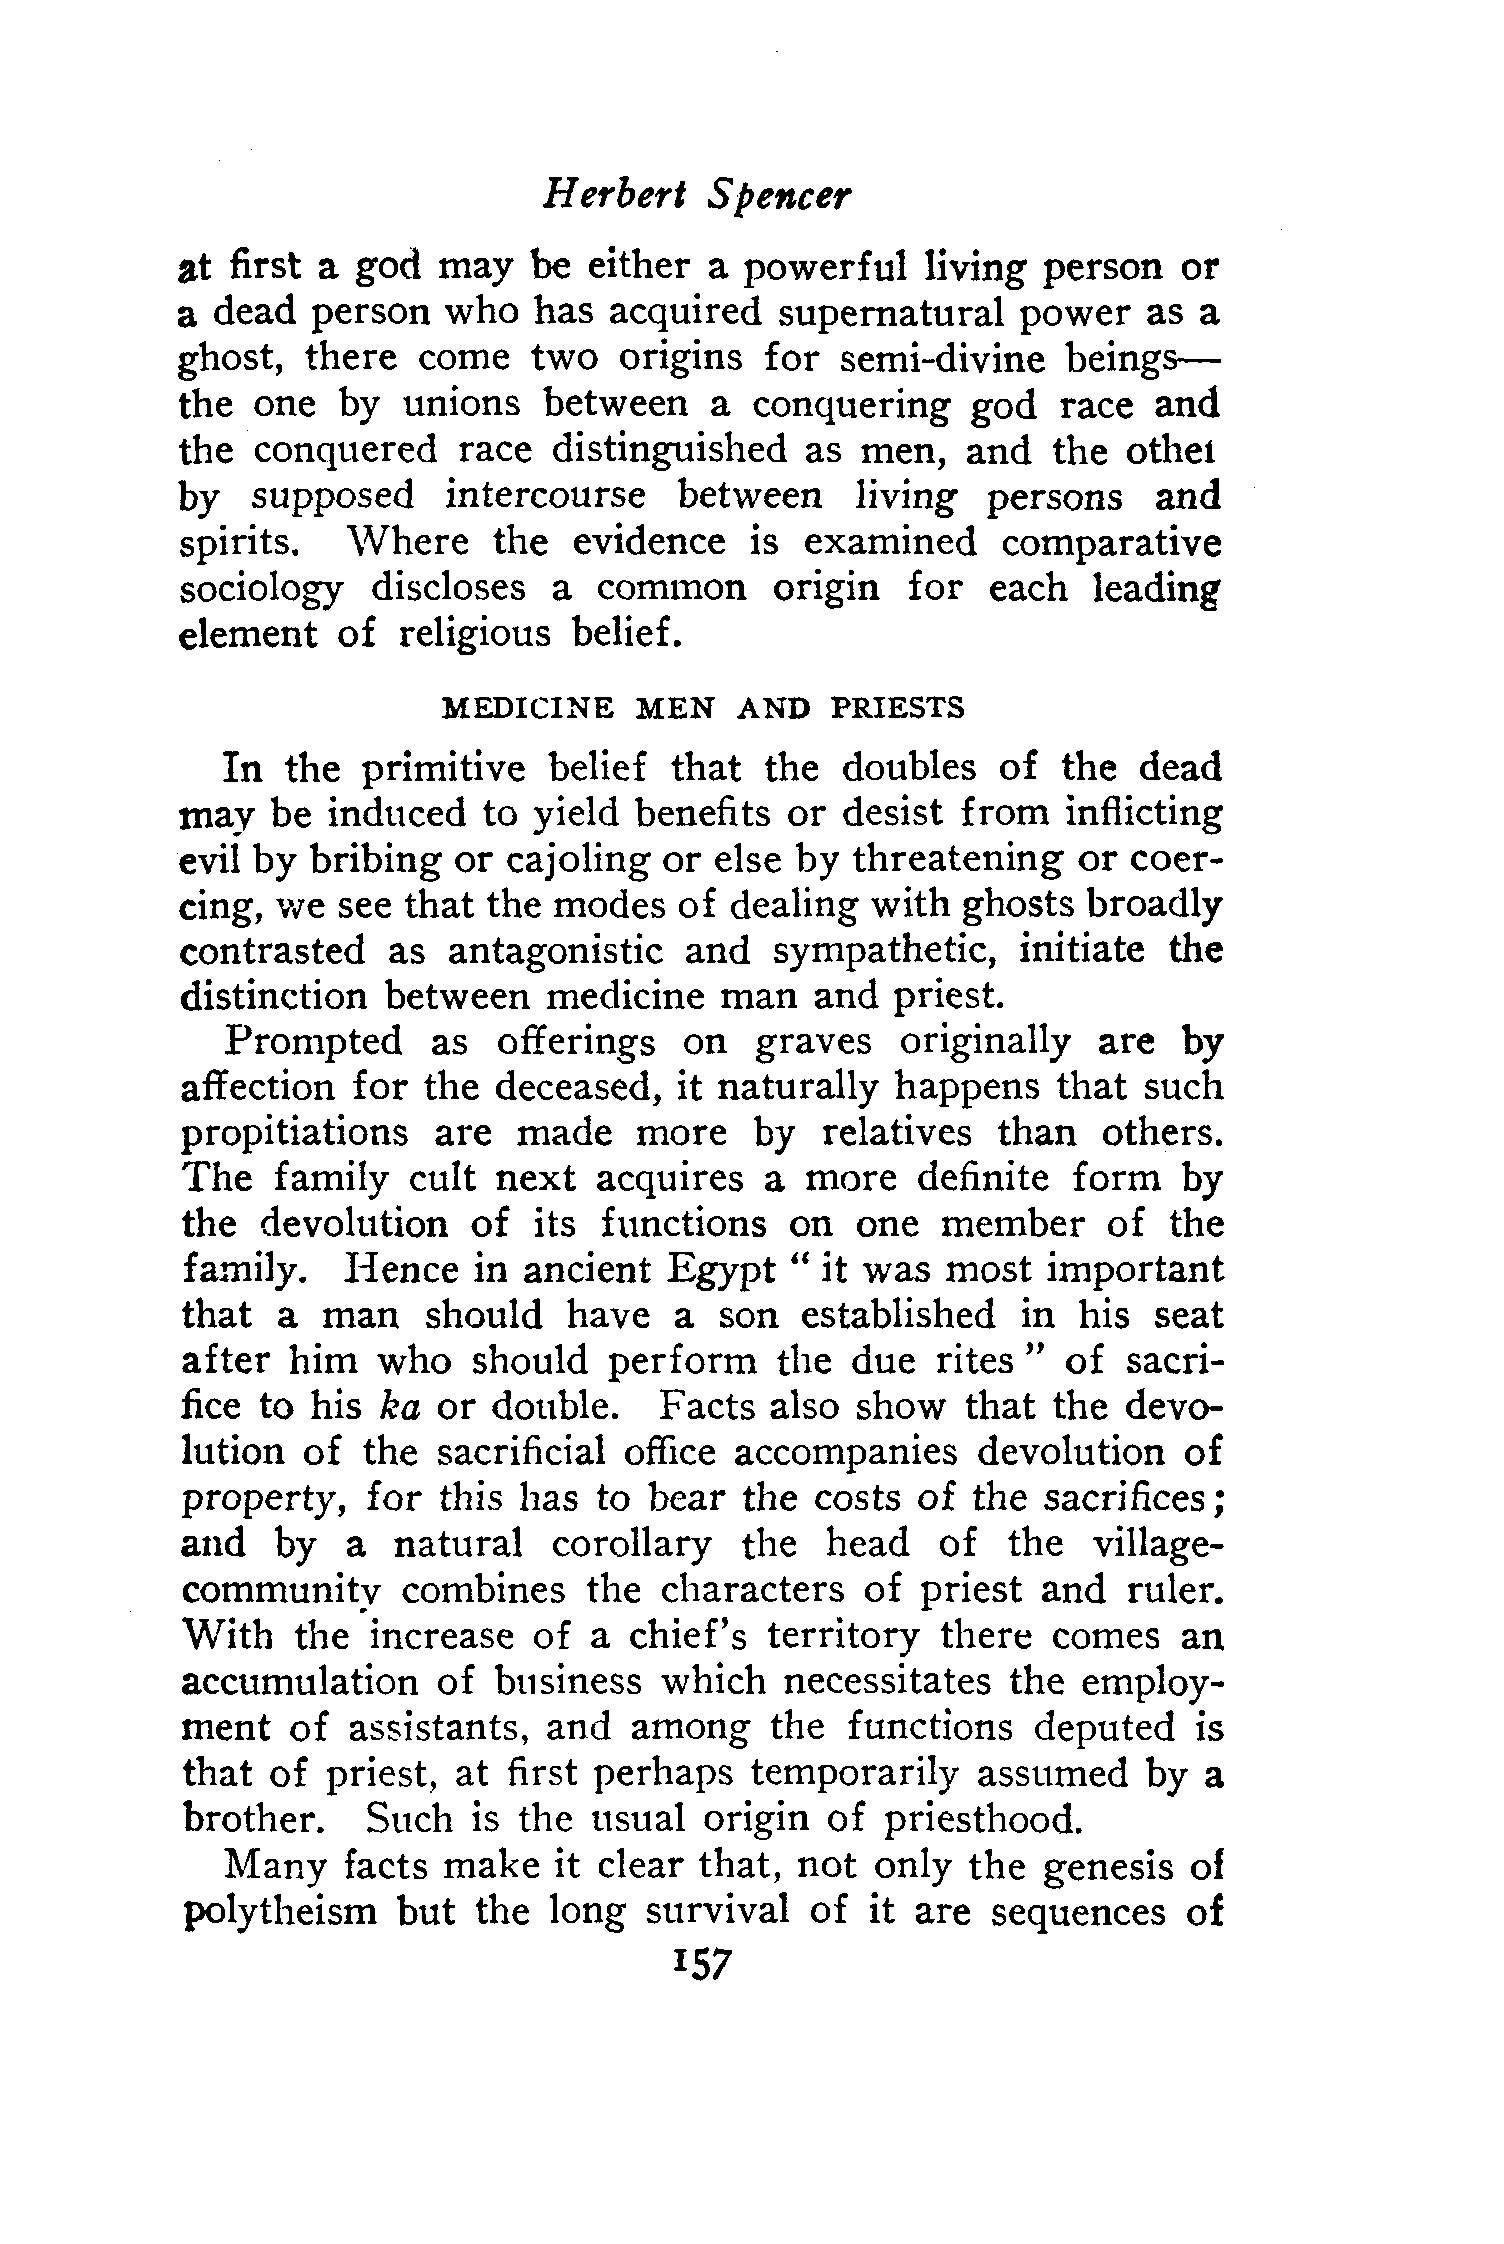 Herbert Spencer
at first a god may be either a powerful living person or
a dead person who has acquired supernatural power as a
ghost, there come two origins for semi-divine beings—
the one by unions between a conquering god race and
the conquered race distinguished as men, and the other
by supposed intercourse between living persons and
spirits. Where the evidence is examined comparative
sociology discloses a common origin for each leading
element of religious belief.
MEDICINE MEN AND PRIESTS
In the primitive belief that the doubles of the dead
may be induced to yield benefits or desist from inflicting
evil by bribing or cajoling or else by threatening or coer-
cing, we see that the modes of dealing with ghosts broadly
contrasted as antagonistic and sympathetic, initiate the
distinction between medicine man and priest.
Prompted as offerings on graves originally are by
affection for the deceased, it naturally happens that such
propitiations are made more by relatives than others.
The family cult next acquires a more definite form by
the devolution of its functions on one member of the
family. Hence in ancient Egypt “ it was most important
that a man should have a son established in his seat
after him who should perform the due rites ” of sacri-
fice to his ka or double. Facts also show that the devo-
lution of the sacrificial office accompanies devolution of
property, for this has to bear the costs of the sacrifices;
and by a natural corollary the head of the village-
community combines the characters of priest and ruler.
With the increase of a chief's territory there comes an
accumulation of business which necessitates the employ-
ment of assistants, and among the functions deputed is
that of priest, at first perhaps temporarily assumed by a
brother. Such is the usual origin of priesthood.
Many facts make it clear that, not only the genesis of
polytheism but the long survival of it are sequences of
157